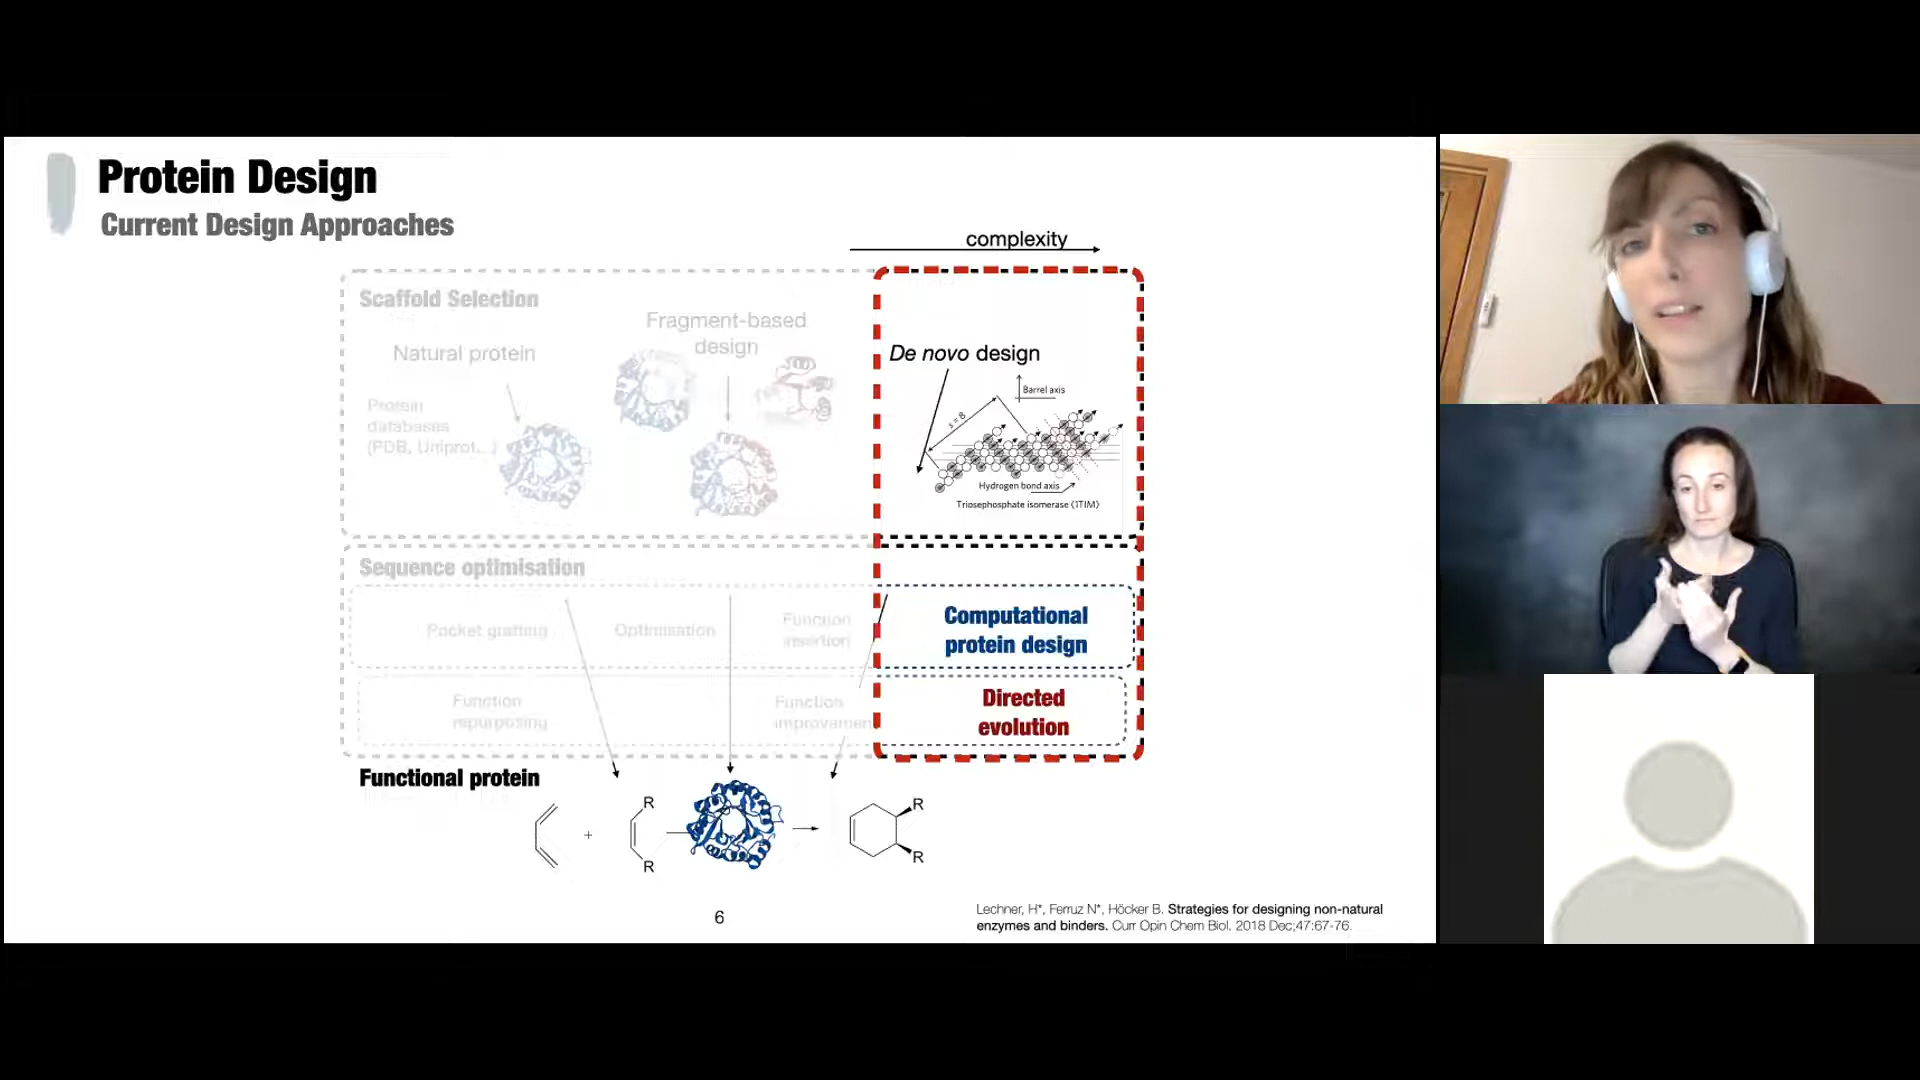 Protein Design
Current Design Approaches
complexity
Scaffold Selection
Fragment-based
design
Natural protein
De novo design
Protein
databases
(PDB, Uniprot...)
Barrel axis
s = 8
Hydrogen bond axis
Triosephosphate isomerase (1TIM)
Sequence optimisation
Pocket grafting
Optimisation
Function
insertion
Computational
protein design
Function
repurposing
Function
improvemen
Directed
evolution
Functional protein
R
R
+
R
R
6
Lechner, H*, Ferruz N*, Höcker B. Strategies for designing non-natural
enzymes and binders. Curr Opin Chem Biol. 2018 Dec;47:67-76.